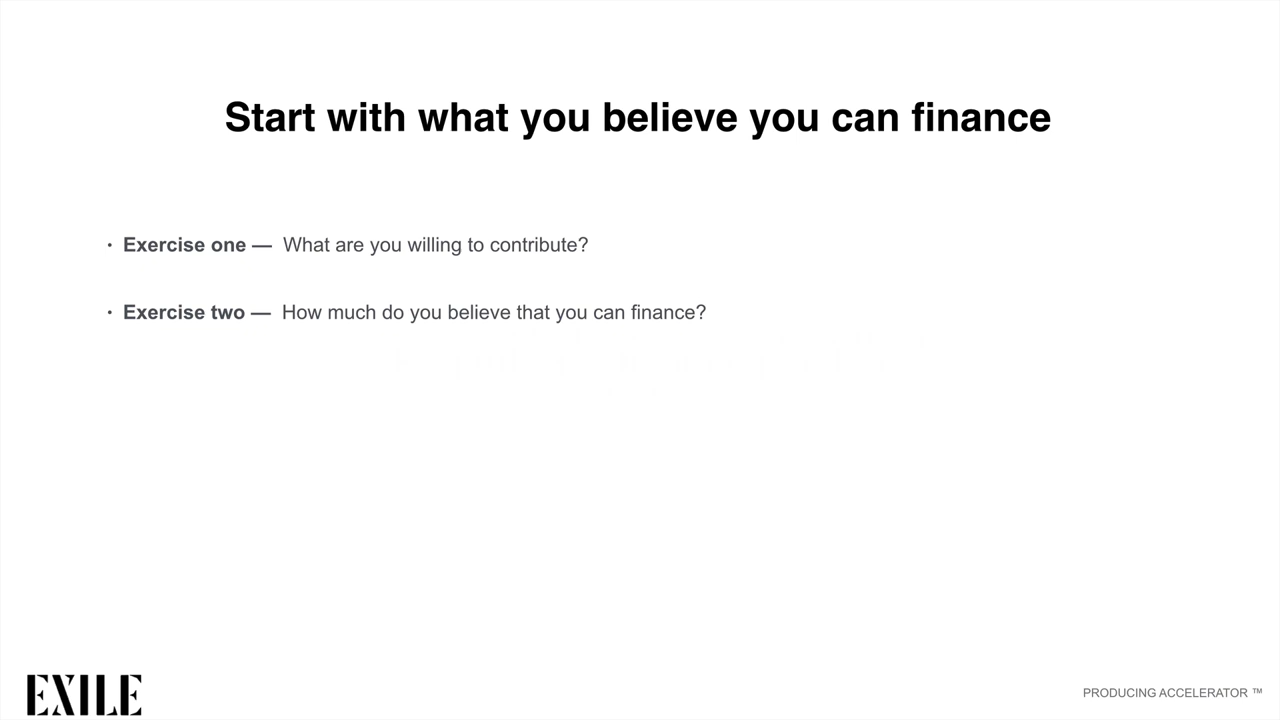 Start with what you believe you can finance
• Exercise one — What are you willing to contribute?
• Exercise two — How much do you believe that you can finance?
EXILE
PRODUCING ACCELERATOR ™